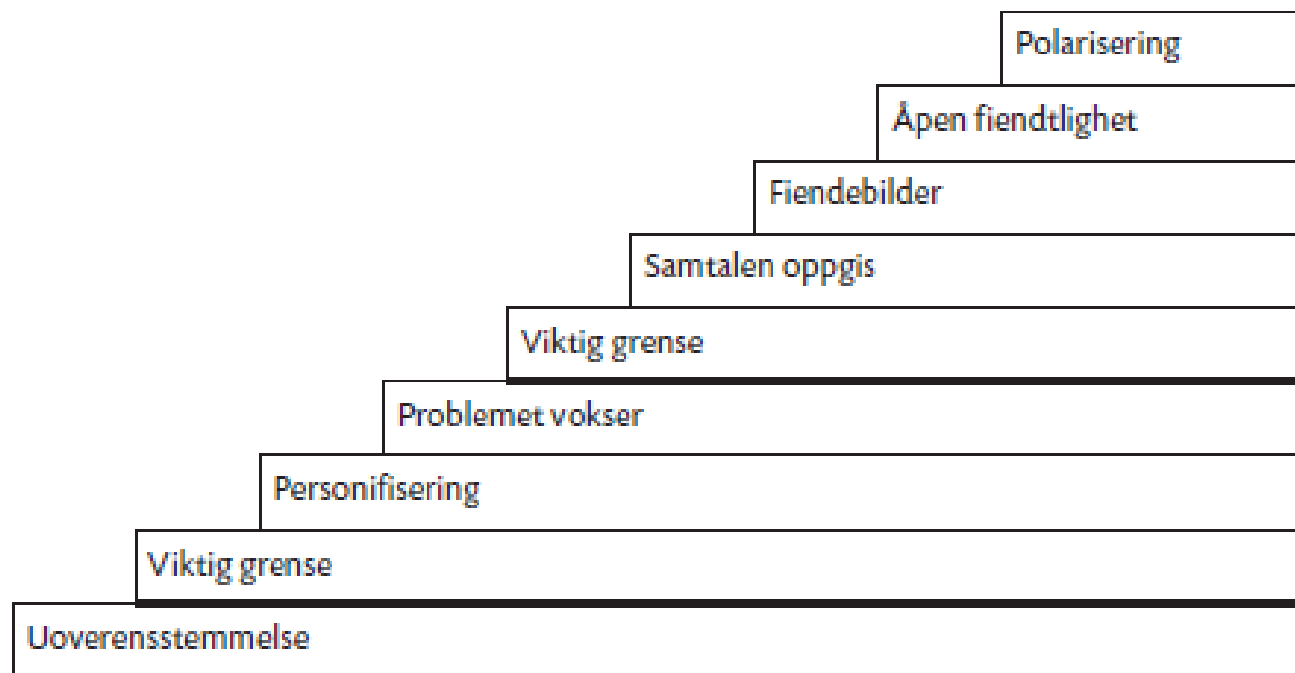 Polarisering
Åpen fiendtlighet
Fiendebilder
Samtalen oppgis
Viktig grense
Problemet vokser
Personifisering
Viktig grense
Uoverensstemmelse